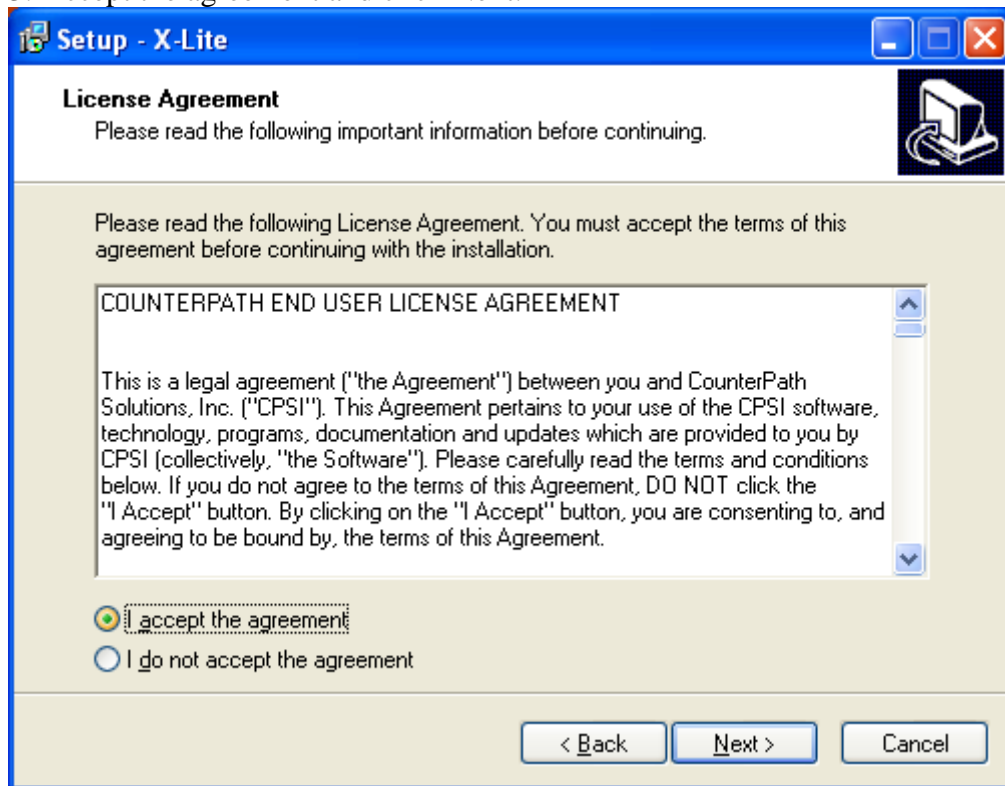 Setup - X-Lite
License Agreement
Please read the following important information before continuing.
Please read the following License Agreement. You must accept the terms of this
agreement before continuing with the installation.
COUNTERPATH END USER LICENSE AGREEMENT
This is a legal agreement ("the Agreement") between you and CounterPath
Solutions, Inc. ("CPSI"). This Agreement pertains to your use of the CPSI software,
technology, programs, documentation and updates which are provided to you by
CPSI (collectively, "the Software"). Please carefully read the terms and conditions
below. If you do not agree to the terms of this Agreement, DO NOT click the
"I Accept" button. By clicking on the "I Accept" button, you are consenting to, and
agreeing to be bound by, the terms of this Agreement.
I accept the agreement
I do not accept the agreement
< Back
Next >
Cancel